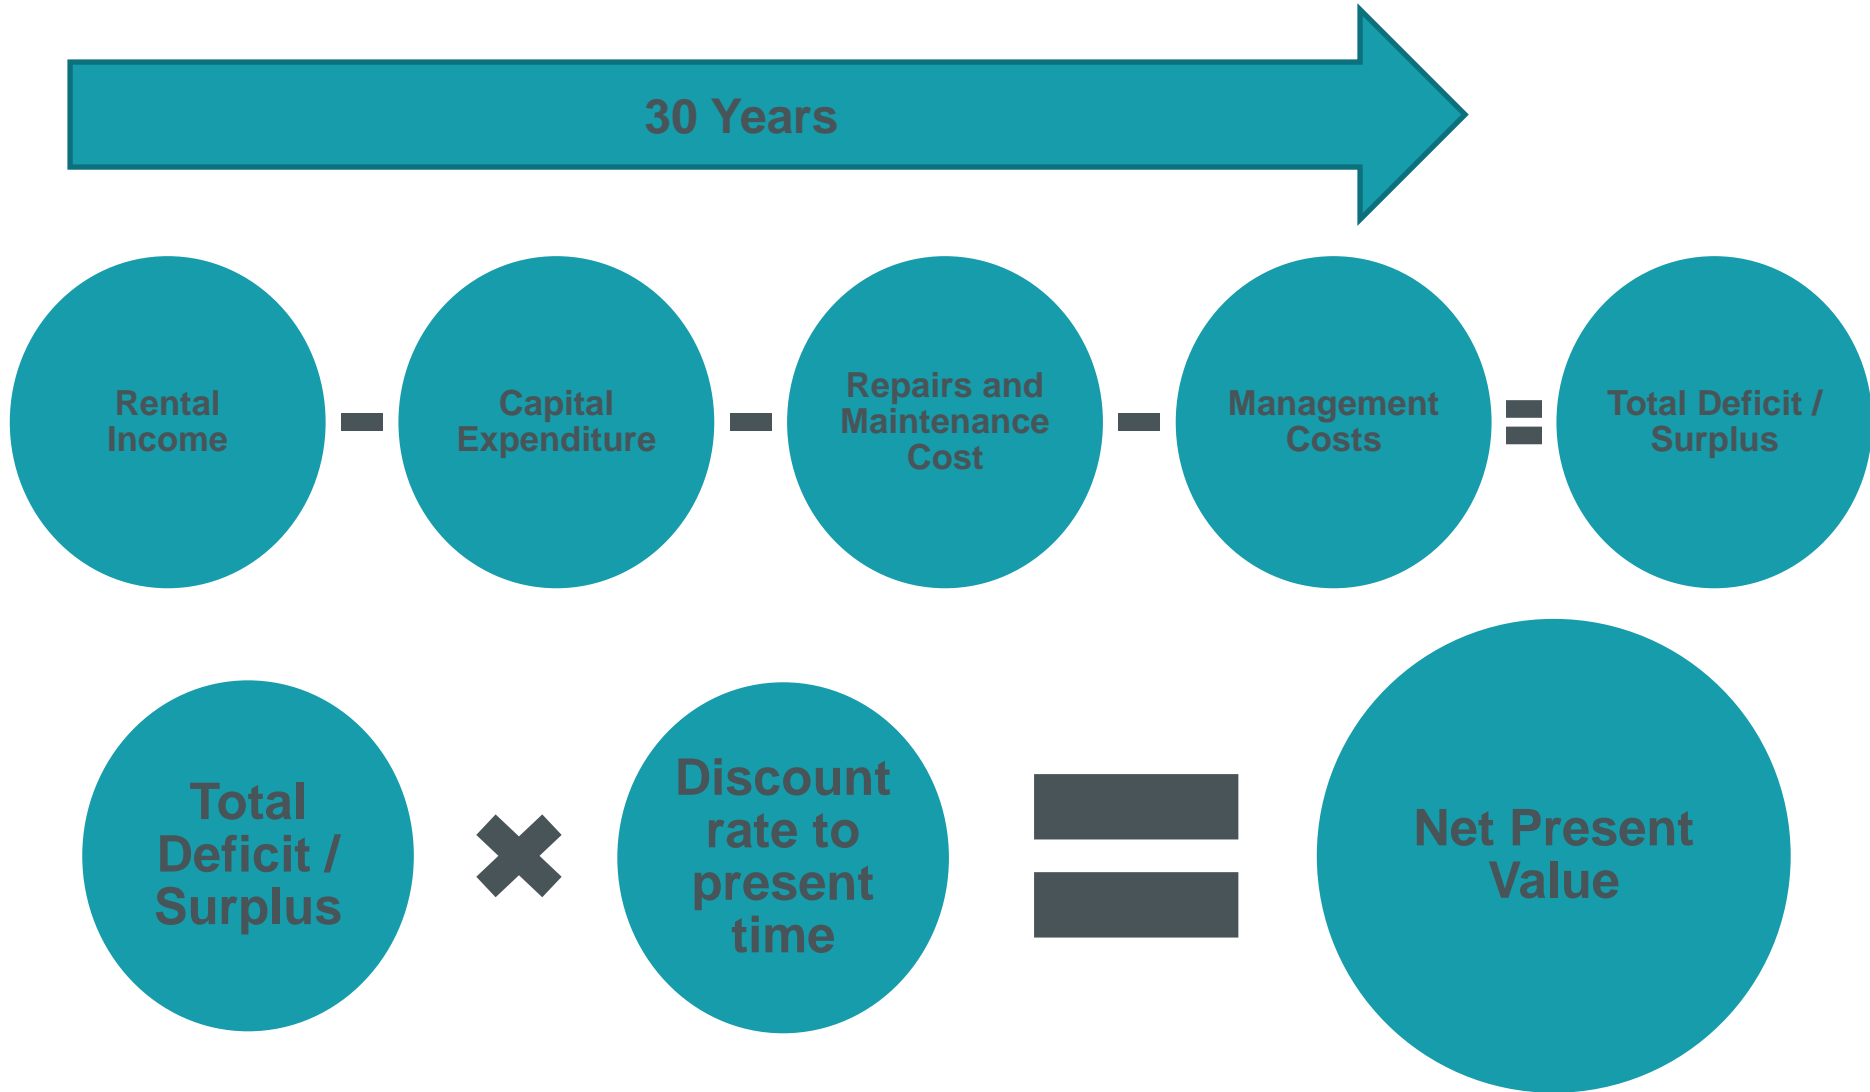 30 Years
Rental
Income
Capital
Expenditure
Repairs and
Maintenance
Cost
Management
Costs
Total Deficit /
Surplus
Total
Deficit /
Surplus
Discount
rate to
present
time
Net Present
Value